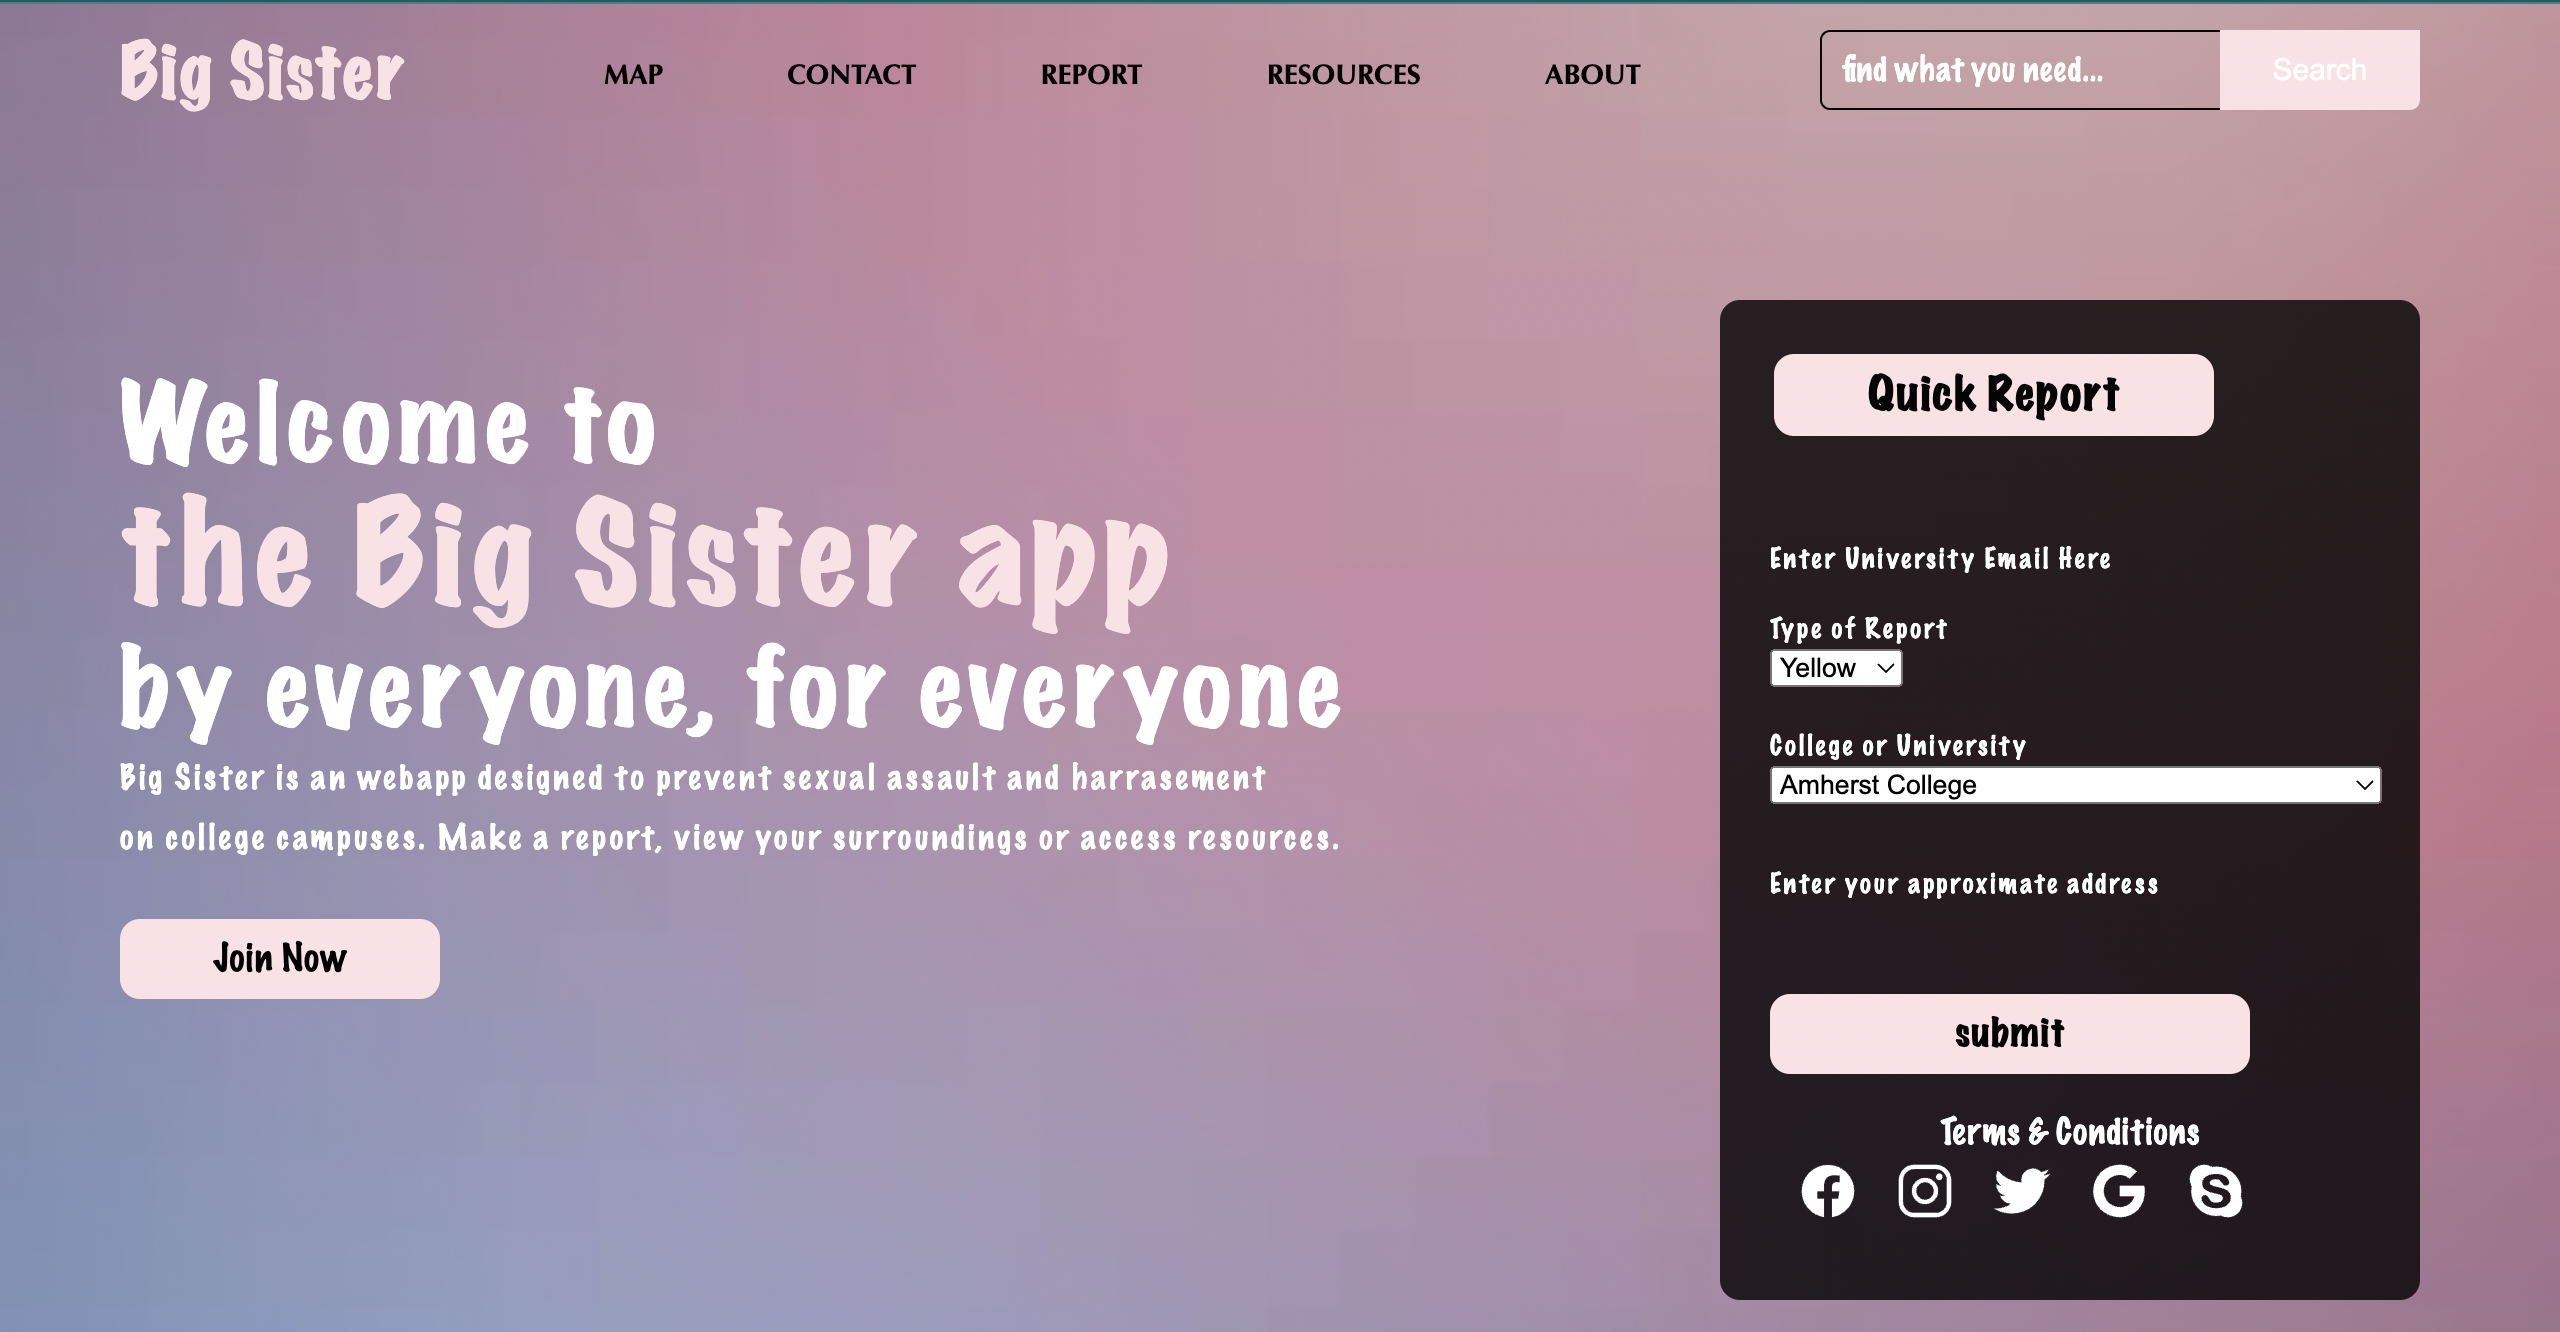 Big Sister
MAP
CONTACT
REPORT
RESOURCES
ABOUT
find what you need...
Search
Welcome to
the Big Sister app
by everyone, for everyone
Big Sister is an webapp designed to prevent sexual assault and harrasement
on college campuses. Make a report, view your surroundings or access resources.
Join Now
Quick Report
Enter University Email Here
Type of Report
Yellow
College or University
Amherst College
Enter your approximate address
submit
Terms & Conditions